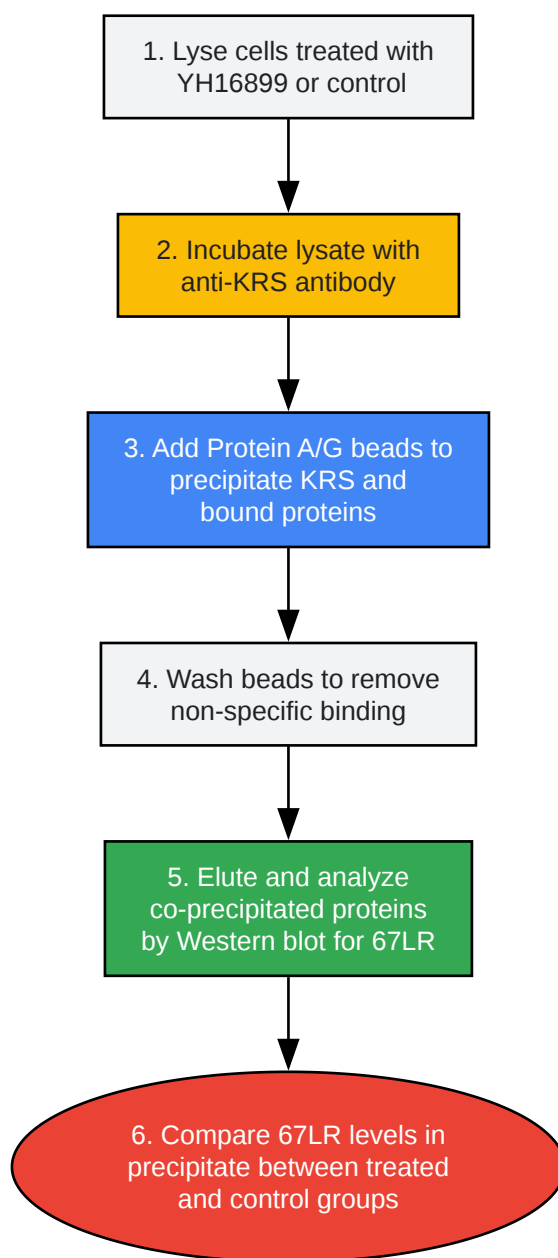 1. Lyse cells treated with
YH16899 or control
2. Incubate lysate with
anti-KRS antibody
3. Add Protein A/G beads to
precipitate KRS and
bound proteins
4. Wash beads to remove
non-specific binding
5. Elute and analyze
co-precipitated proteins
by Western blot for 67LR
6. Compare 67LR levels in
precipitate between treated
and control groups